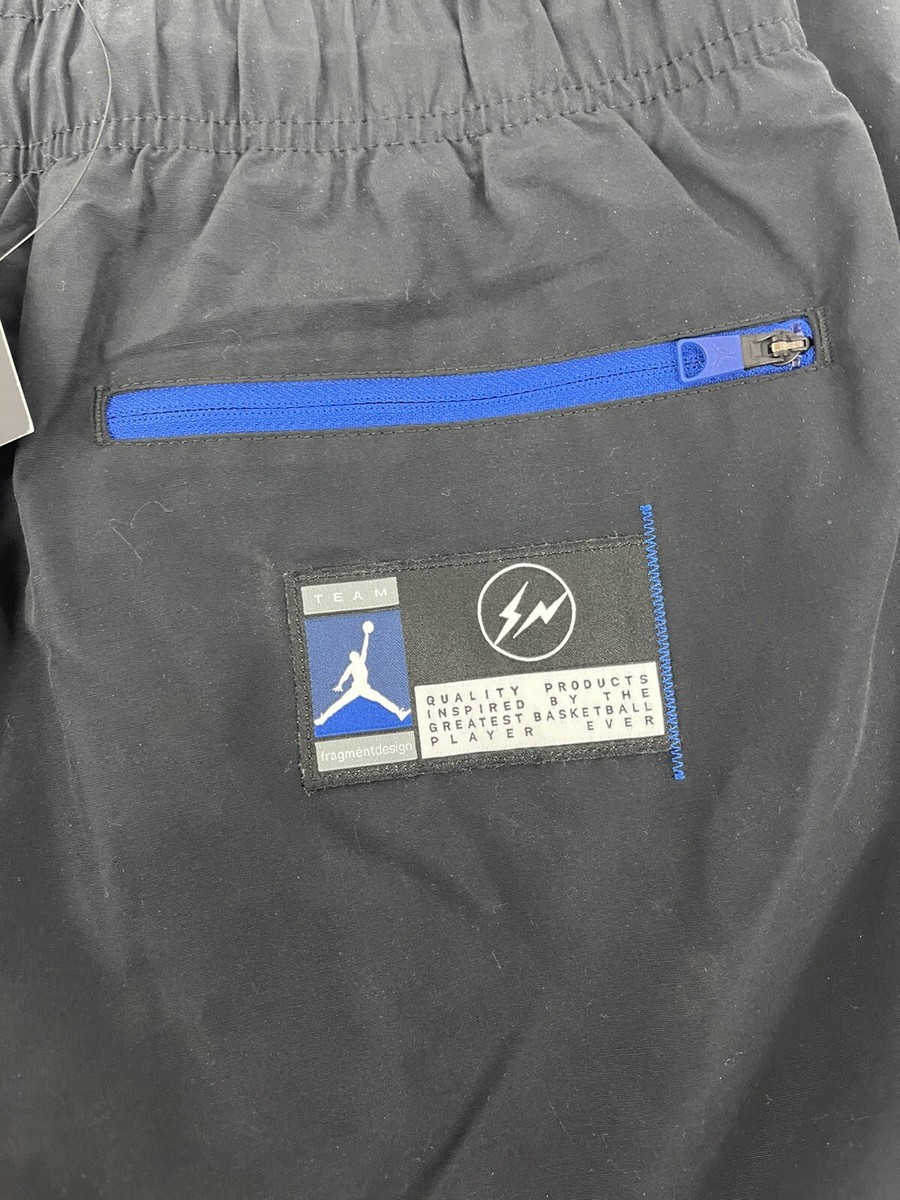 TEAM
fragmentdesign
QUALITY PRODUCTS
INSPIRED BY THE
GREATEST BASKETBALL
PLAYER EVER